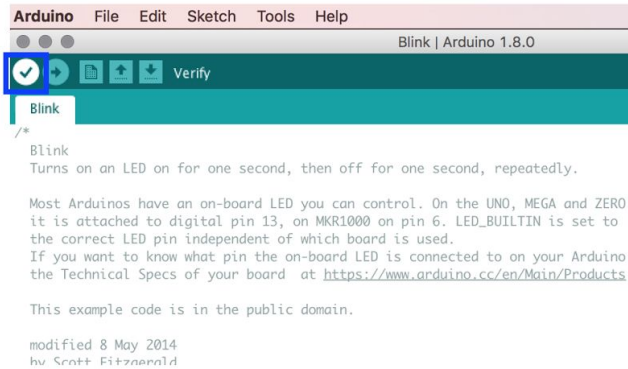 Arduino File Edit Sketch Tools Help
Blink | Arduino 1.8.0
Verify
Blink
/*
Blink
Turns on an LED on for one second, then off for one second, repeatedly.
Most Arduinos have an on-board LED you can control. On the UNO, MEGA and ZERO
it is attached to digital pin 13, on MKR1000 on pin 6. LED_BUILTIN is set to
the correct LED pin independent of which board is used.
If you want to know what pin the on-board LED is connected to on your Arduino
the Technical Specs of your board at https://www.arduino.cc/en/Main/Products
This example code is in the public domain.
modified 8 May 2014
by Scott Fitzgerald